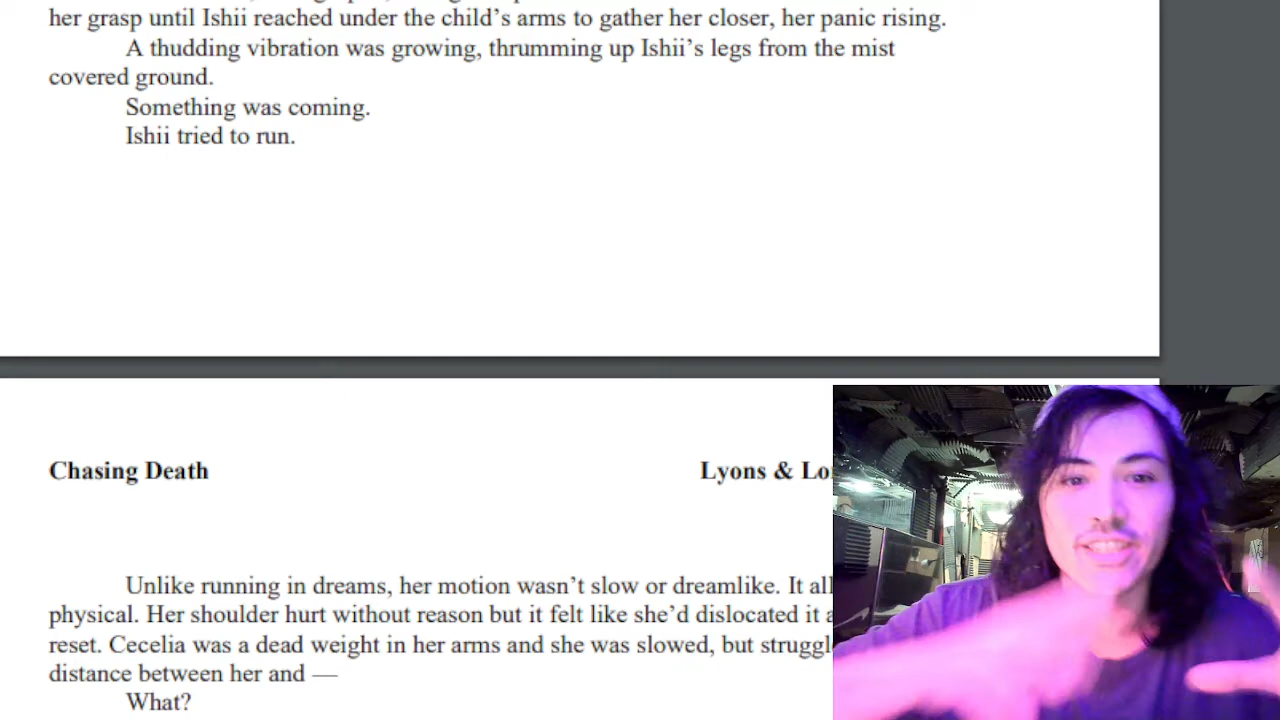 her grasp until Ishii reached under the child’s arms to gather her closer, her panic rising.
A thudding vibration was growing, thrumming up Ishii’s legs from the mist
covered ground.
Something was coming.
Ishii tried to run.
Chasing Death Lyons &
Unlike running in dreams, her motion wasn’t slow or dreamlike. It all
physical. Her shoulder hurt without reason but it felt like she’d dislocated it
reset. Cecelia was a dead weight in her arms and she was slowed, but
distance between her and —
What?